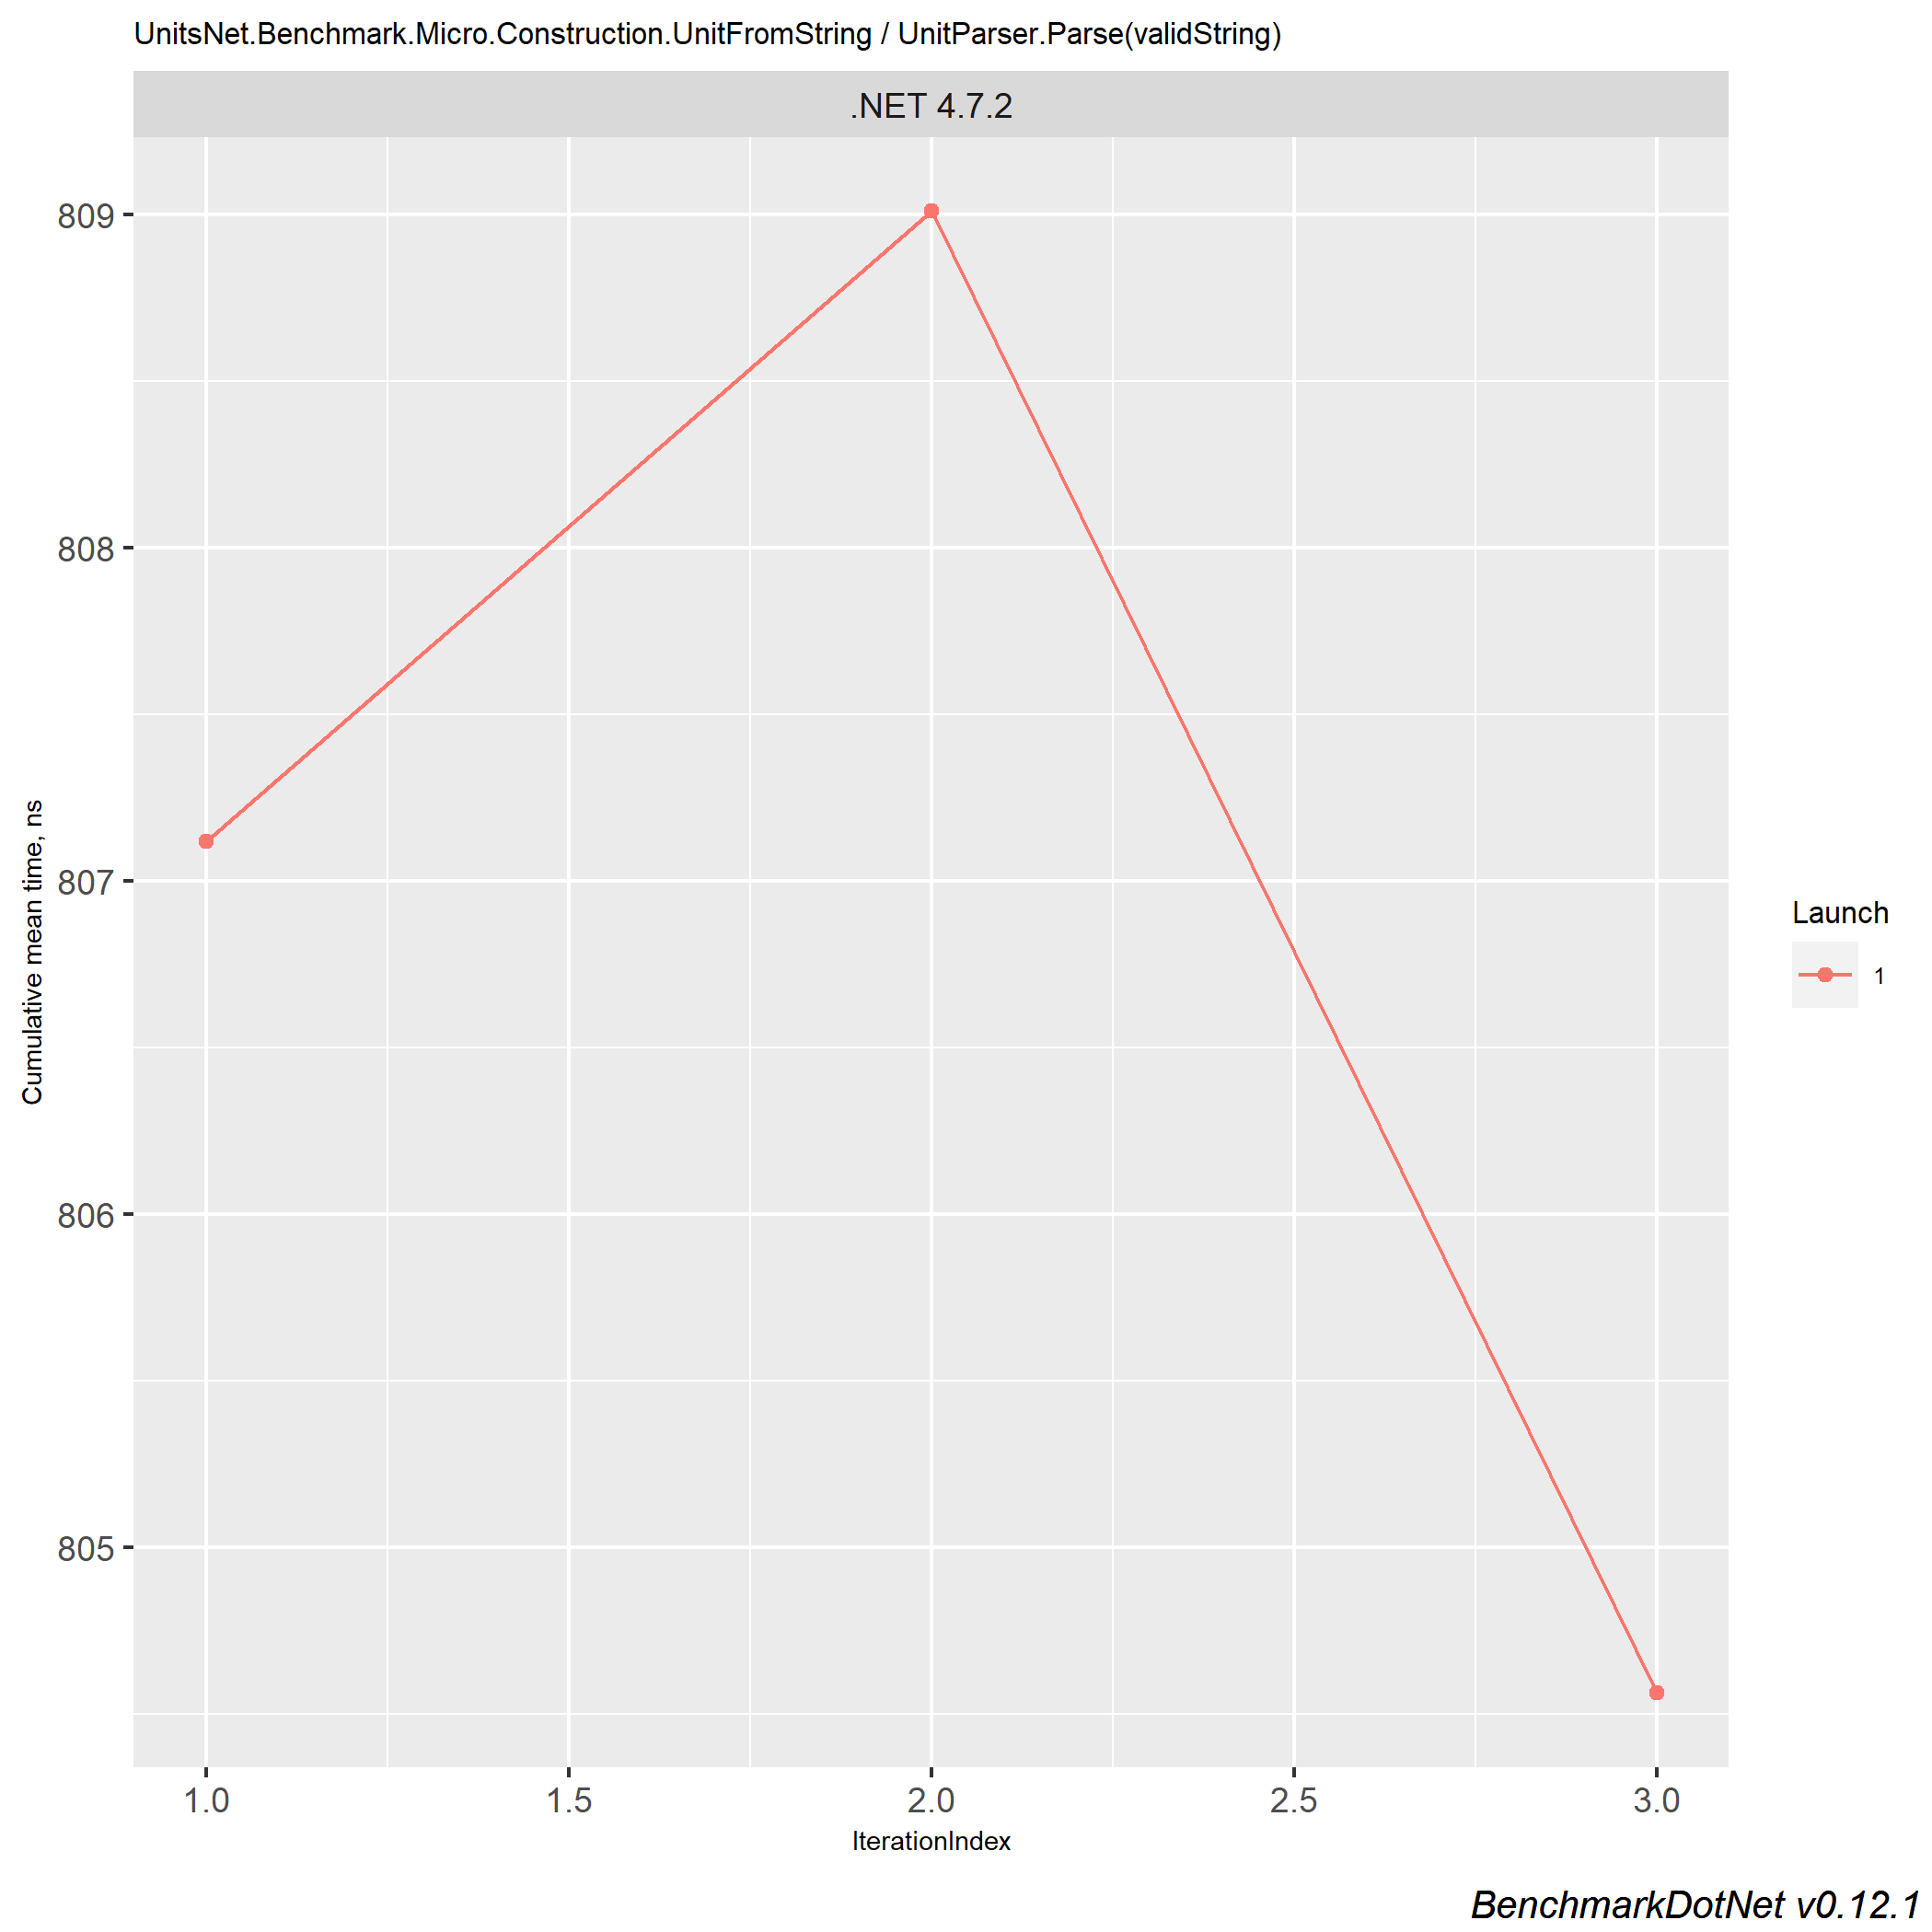 UnitsNet.Benchmark.Micro.Construction.UnitFromString / UnitParser.Parse(validString)
.NET 4.7.2
809
808
807
806
805
Cumulative mean time, ns
1.0 1.5 2.0 2.5 3.0
IterationIndex
Launch
1
BenchmarkDotNet v0.12.1